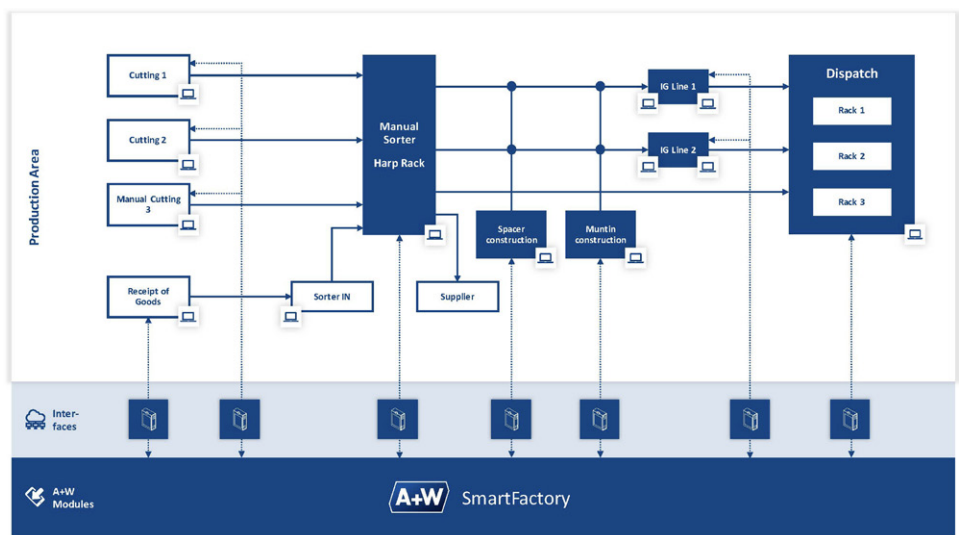 Production Area
Cutting 1
Cutting 2
Manual Cutting
3
Receipt of
Goods
Sorter IN
Manual
Sorter
Harp Rack
Supplier
Spacer
construction
Muntin
construction
IG Line 1
IG Line 2
Dispatch
Rack 1
Rack 2
Rack 3
Inter-
faces
A+W
Modules
A+W SmartFactory